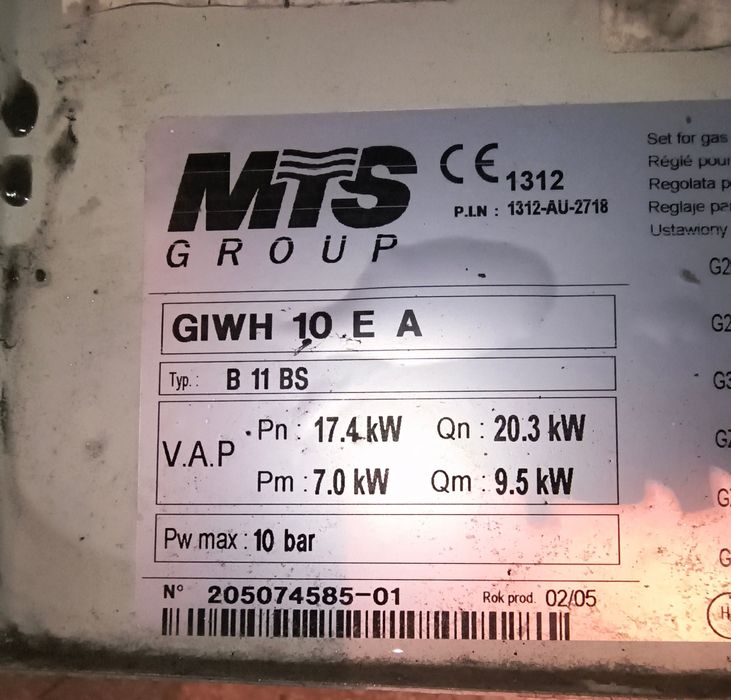 MTS
GROUP
CE 1312
P.I.N : 1312-AU-2718
Set for gas
Réglé pour
Regolata
Reglaje
Ustawiony
GIWH 10 E A
Typ.: B 11 BS
V.A.P
Pn : 17.4 kW Qn : 20.3 kW
Pm : 7.0 kW Qm : 9.5 kW
Pw max : 10 bar
N° 205074585-01 Rok prod. 02/05